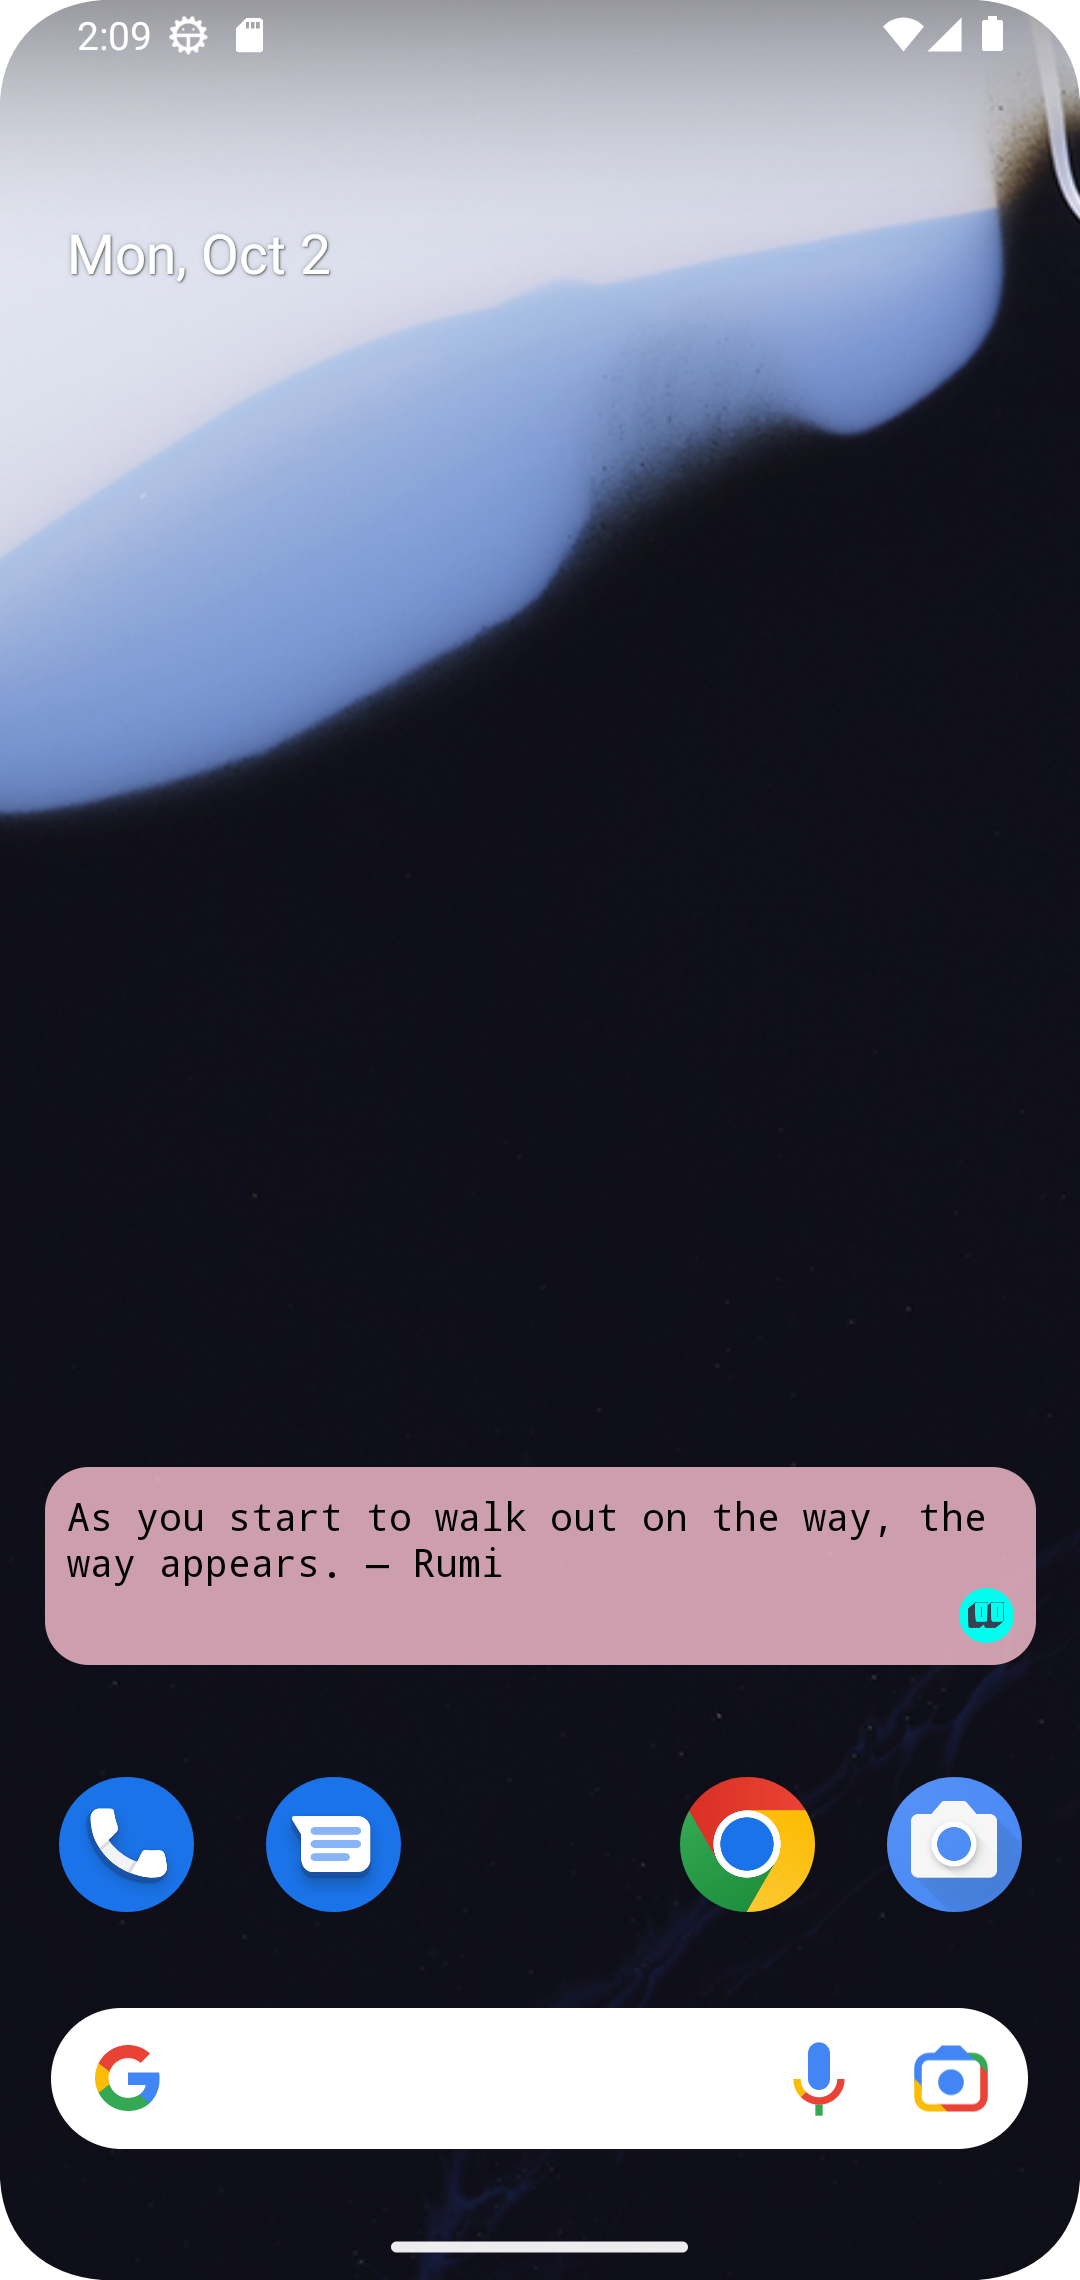 2:09
Mon, Oct 2
As you start to walk out on the way, the
way appears. — Rumi